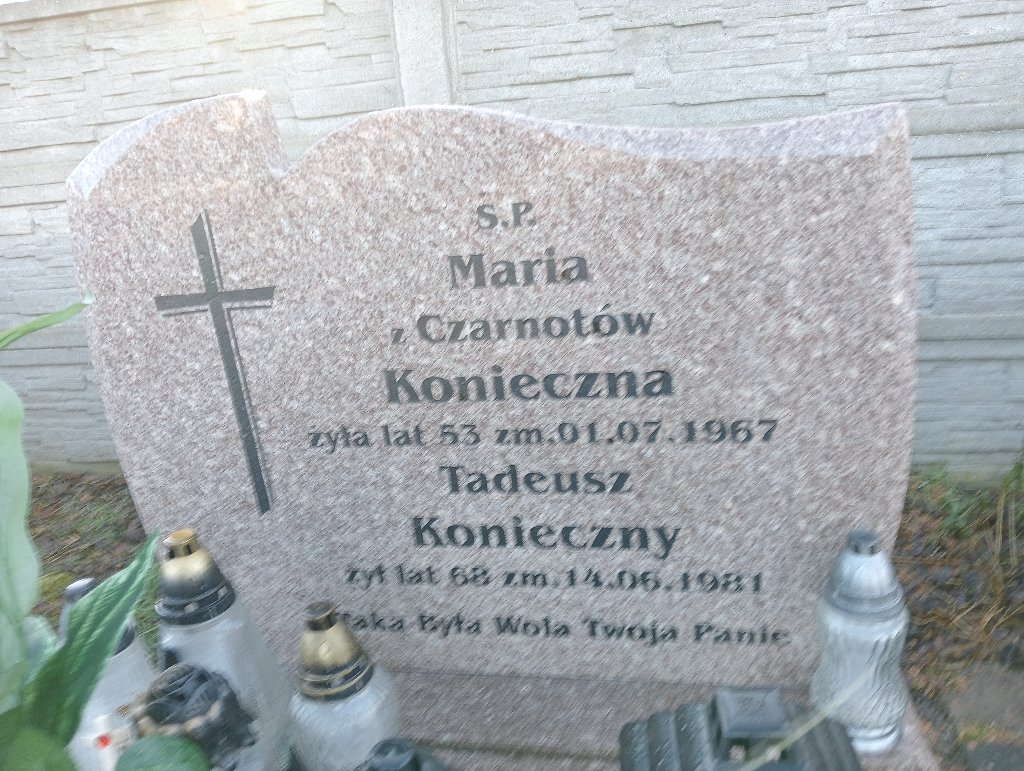 Ś.P.
Maria
z Czarnotów
Konieczna
żyła lat 53 zm.01.07.1967
Tadeusz
Konieczny
żył lat 68 zm.14.06.1981
Taka Była Wola Twoja Panie